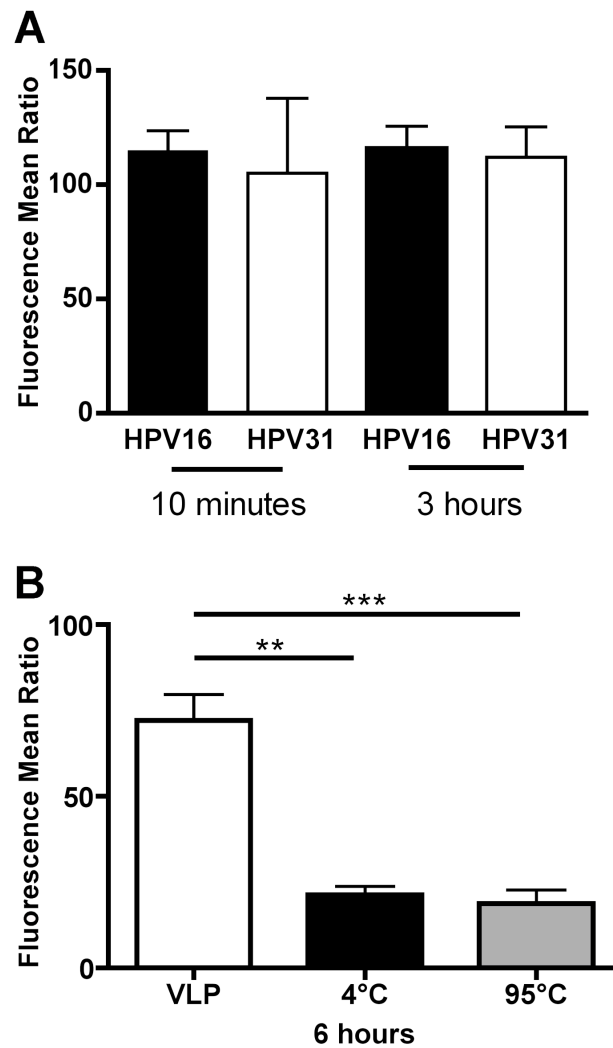 A
Fluorescence Mean Ratio
150
100
50
0
HPV16 HPV31 HPV16 HPV31
10 minutes 3 hours
B
Fluorescence Mean Ratio
100
50
0
***
**
VLP 4°C 95°C
6 hours